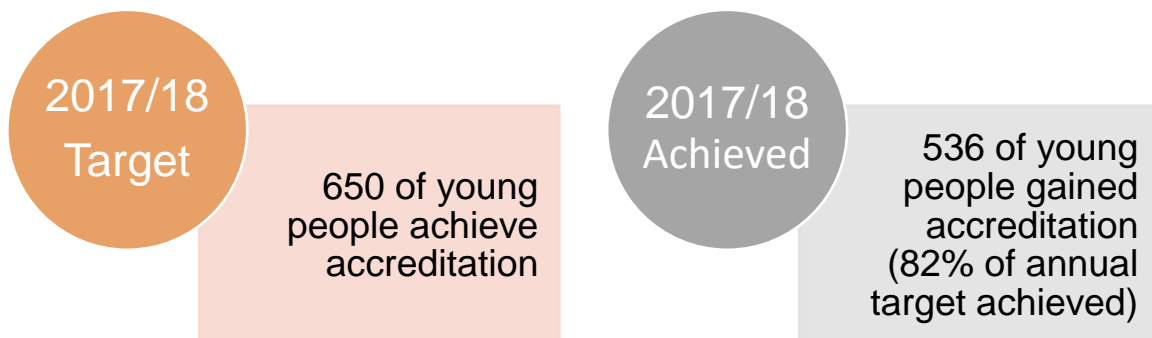 2017/18
Target
650 of young
people achieve
accreditation
2017/18
Achieved
536 of young
people gained
accreditation
(82% of annual
target achieved)